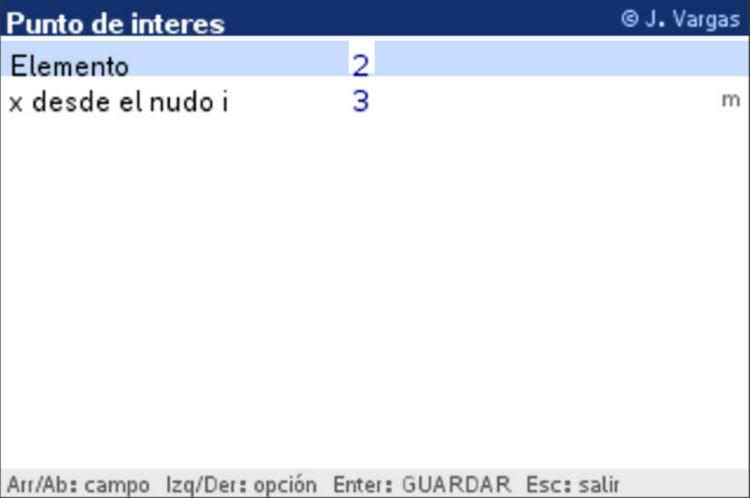 Punto de interes © J. Vargas
Elemento 2
x desde el nudo i 3 m
Arr/Ab: campo Izq/Der: opción Enter: GUARDAR Esc: salir